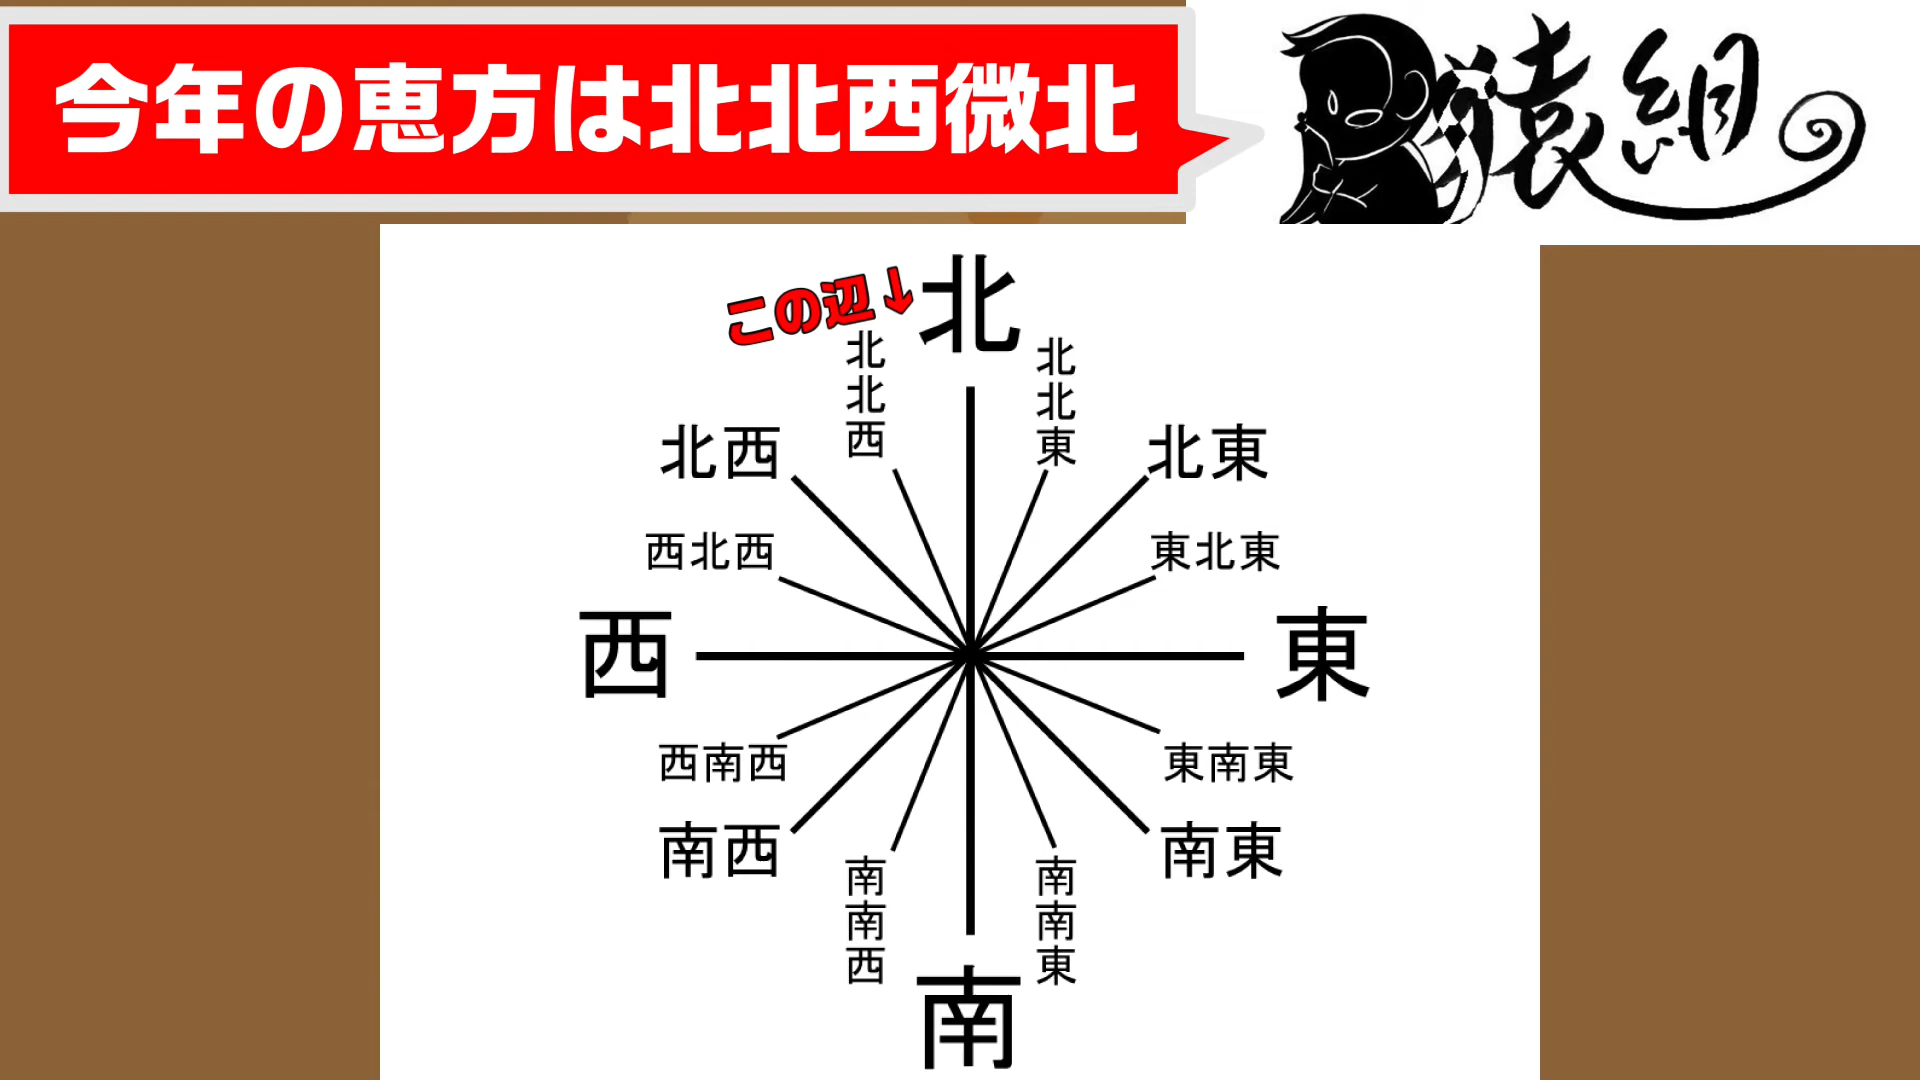 今年の恵方は北北西微北
猿組
この辺↓
北
北北西
北北東
北西
北東
西北西
東北東
西
東
西南西
東南東
南西
南東
南南西
南南東
南